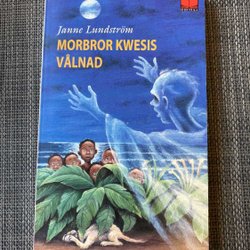 Janne Lundström
MORBROR KWESIS
VÅLNAD